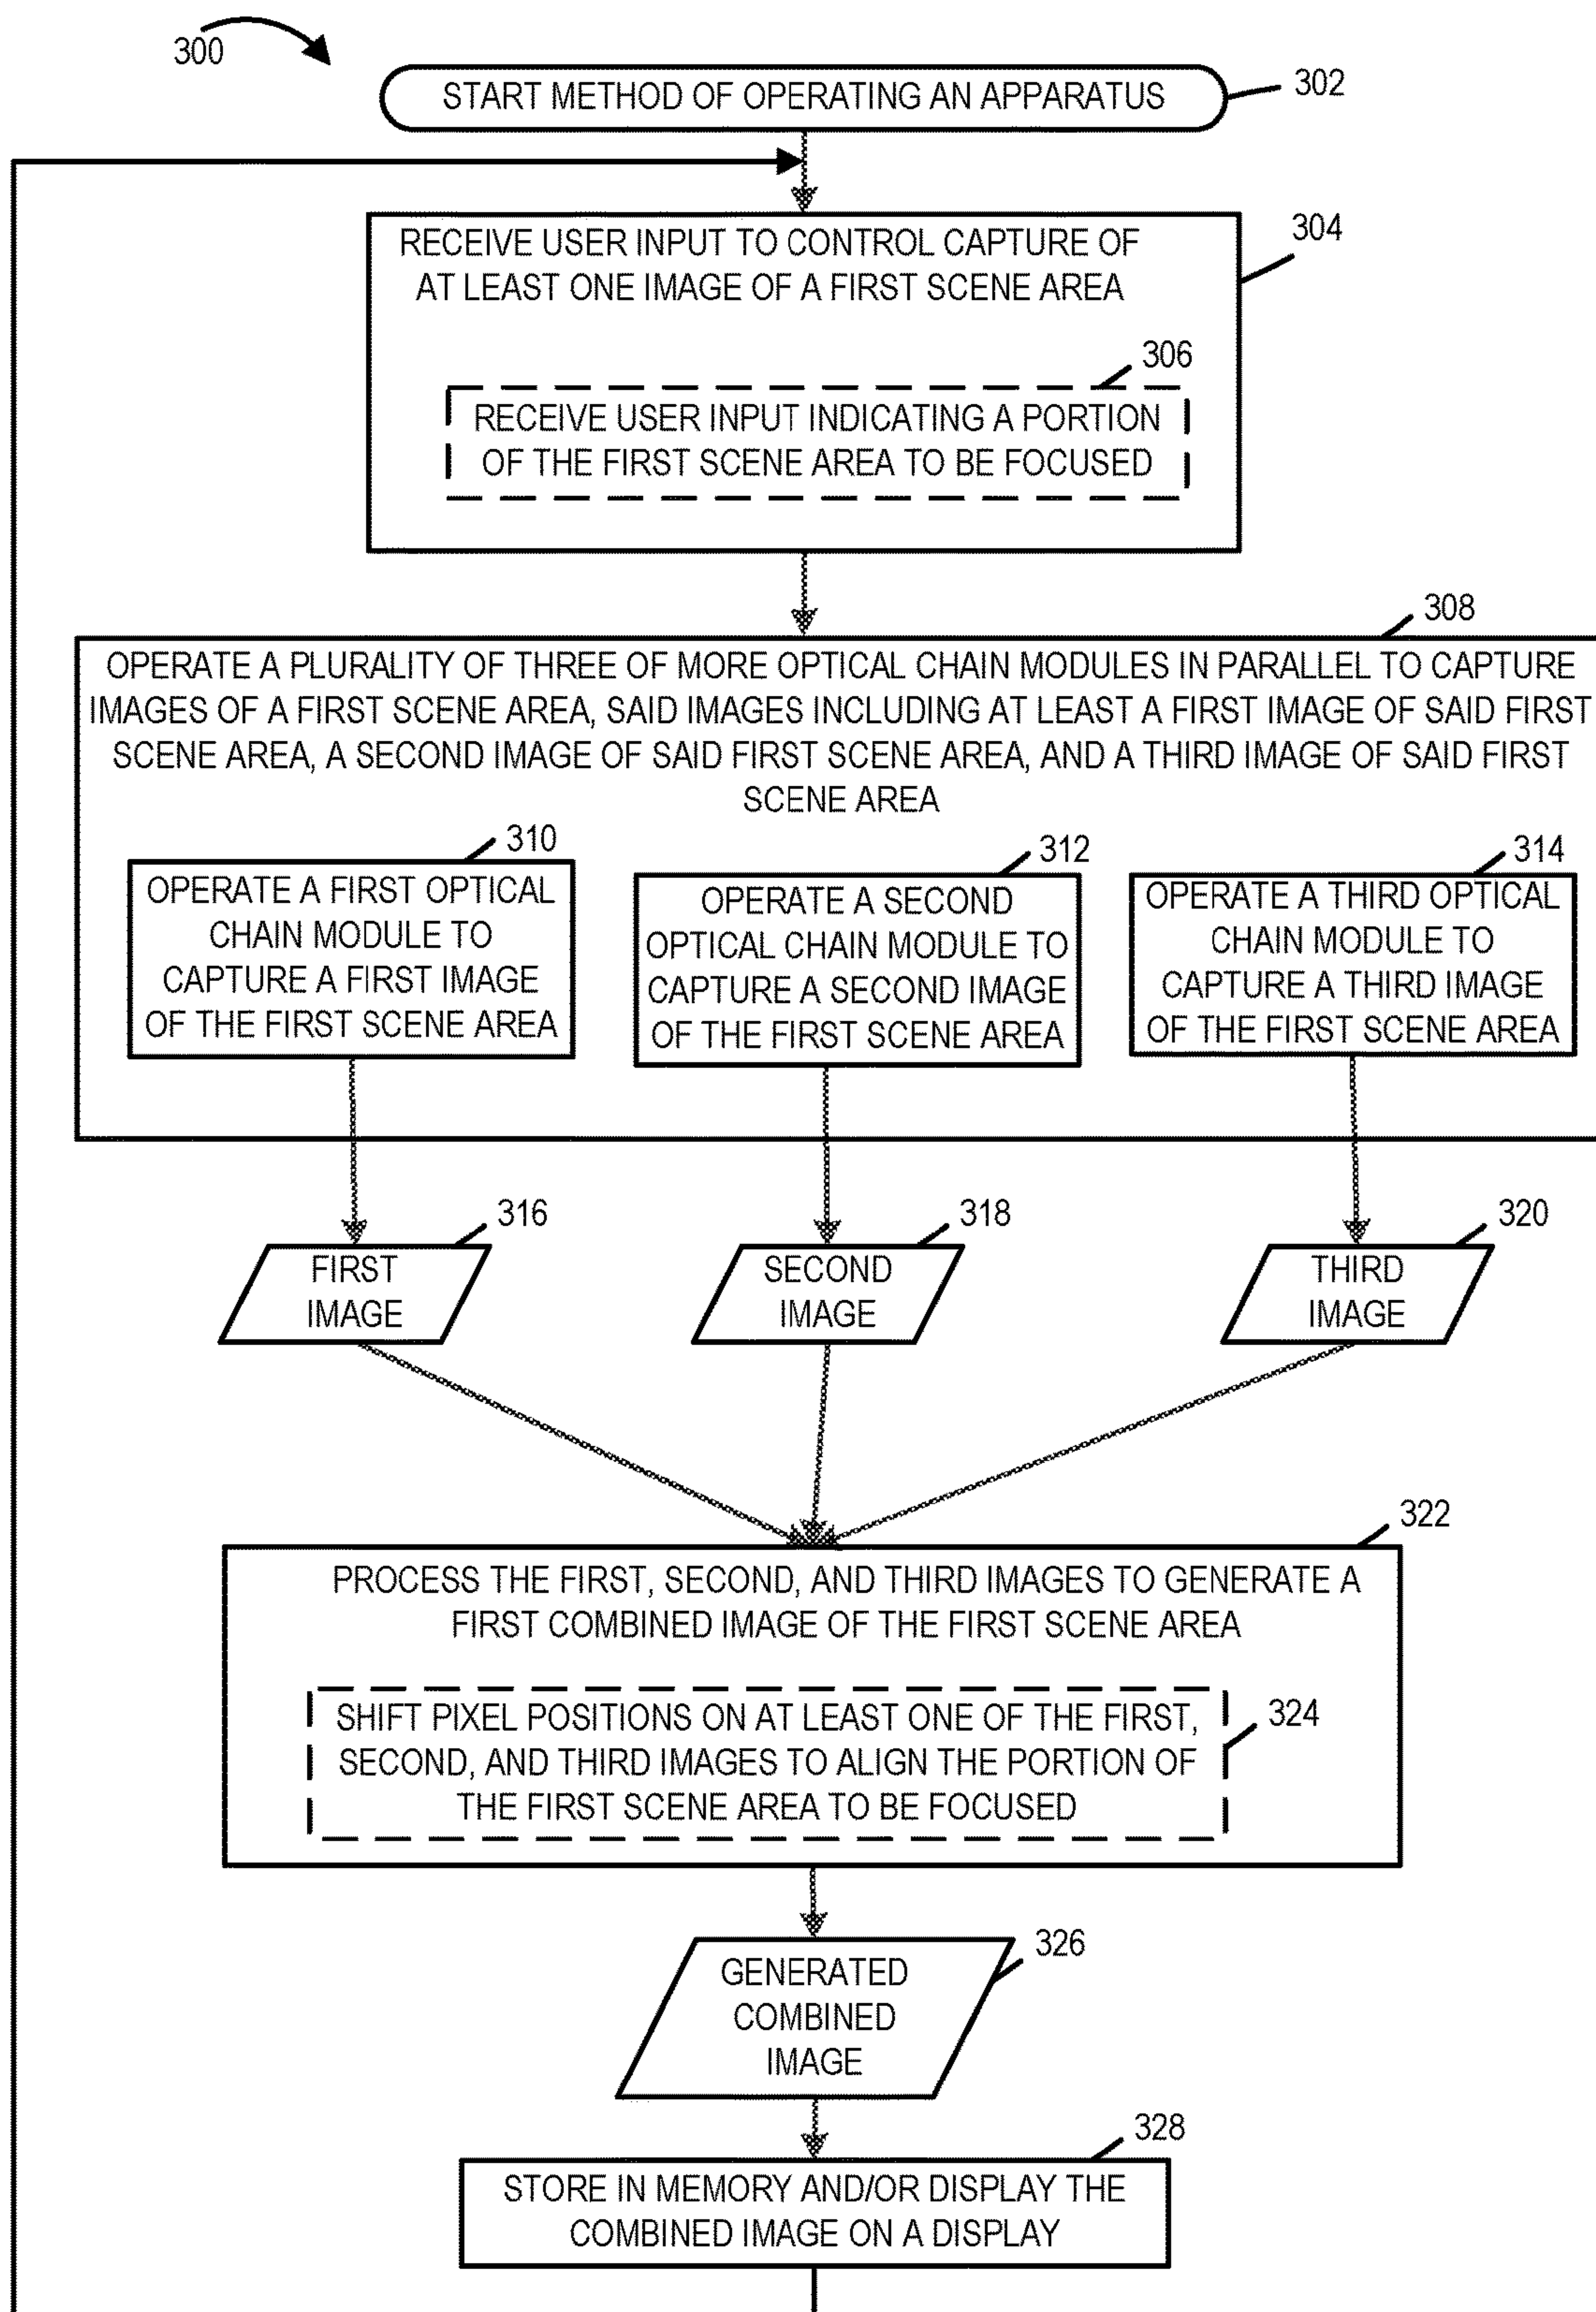 300
START METHOD OF OPERATING AN APPARATUS
302
304
RECEIVE USER INPUT TO CONTROL CAPTURE OF
AT LEAST ONE IMAGE OF A FIRST SCENE AREA
306
RECEIVE USER INPUT INDICATING A PORTION
OF THE FIRST SCENE AREA TO BE FOCUSED
308
OPERATE A PLURALITY OF THREE OF MORE OPTICAL CHAIN MODULES IN PARALLEL TO CAPTURE
IMAGES OF A FIRST SCENE AREA, SAID IMAGES INCLUDING AT LEAST A FIRST IMAGE OF SAID FIRST
SCENE AREA, A SECOND IMAGE OF SAID FIRST SCENE AREA, AND A THIRD IMAGE OF SAID FIRST
SCENE AREA
310
OPERATE A FIRST OPTICAL
CHAIN MODULE TO
CAPTURE A FIRST IMAGE
OF THE FIRST SCENE AREA
312
OPERATE A SECOND
OPTICAL CHAIN MODULE TO
CAPTURE A SECOND IMAGE
OF THE FIRST SCENE AREA
314
OPERATE A THIRD OPTICAL
CHAIN MODULE TO
CAPTURE A THIRD IMAGE
OF THE FIRST SCENE AREA
316
FIRST
IMAGE
318
SECOND
IMAGE
320
THIRD
IMAGE
322
PROCESS THE FIRST, SECOND, AND THIRD IMAGES TO GENERATE A
FIRST COMBINED IMAGE OF THE FIRST SCENE AREA
SHIFT PIXEL POSITIONS ON AT LEAST ONE OF THE FIRST,
SECOND, AND THIRD IMAGES TO ALIGN THE PORTION OF
THE FIRST SCENE AREA TO BE FOCUSED
324
326
GENERATED
COMBINED
IMAGE
328
STORE IN MEMORY AND/OR DISPLAY THE
COMBINED IMAGE ON A DISPLAY